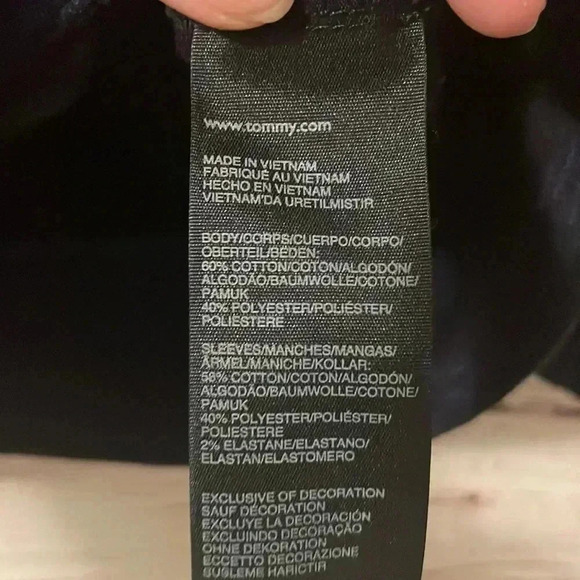 www.tommy.com
MADE IN VIETNAM
FABRIQUÉ AU VIETNAM
HECHO EN VIETNAM
VIETNAM'DA URETILMISTIR
BODY/CORPS/CUERPO/CORPO/
OBERTEIL/BEDEN:
60% COTTON/COTON/ALGODÓN/
ALGODÃO/BAUMWOLLE/COTONE/
PAMUK
40% POLYESTER/POLIÉSTER/
POLIESTERE
SLEEVES/MANCHES/MANGAS/
ÄRMEL/MANICHE/KOLLAR:
58% COTTON/COTON/ALGODÓN/
ALGODÃO/BAUMWOLLE/COTONE/
PAMUK
40% POLYESTER/POLIÉSTER/
POLIESTERE
2% ELASTANE/ELASTANO/
ELASTAN/ELASTOMERO
EXCLUSIVE OF DECORATION
SAUF DÉCORATION
EXCLUYE LA DECORACIÓN
EXCLUINDO DECORAÇÃO
OHNE DEKORATION
ECCETTO DECORAZIONE
SUSLEME HARICTIR